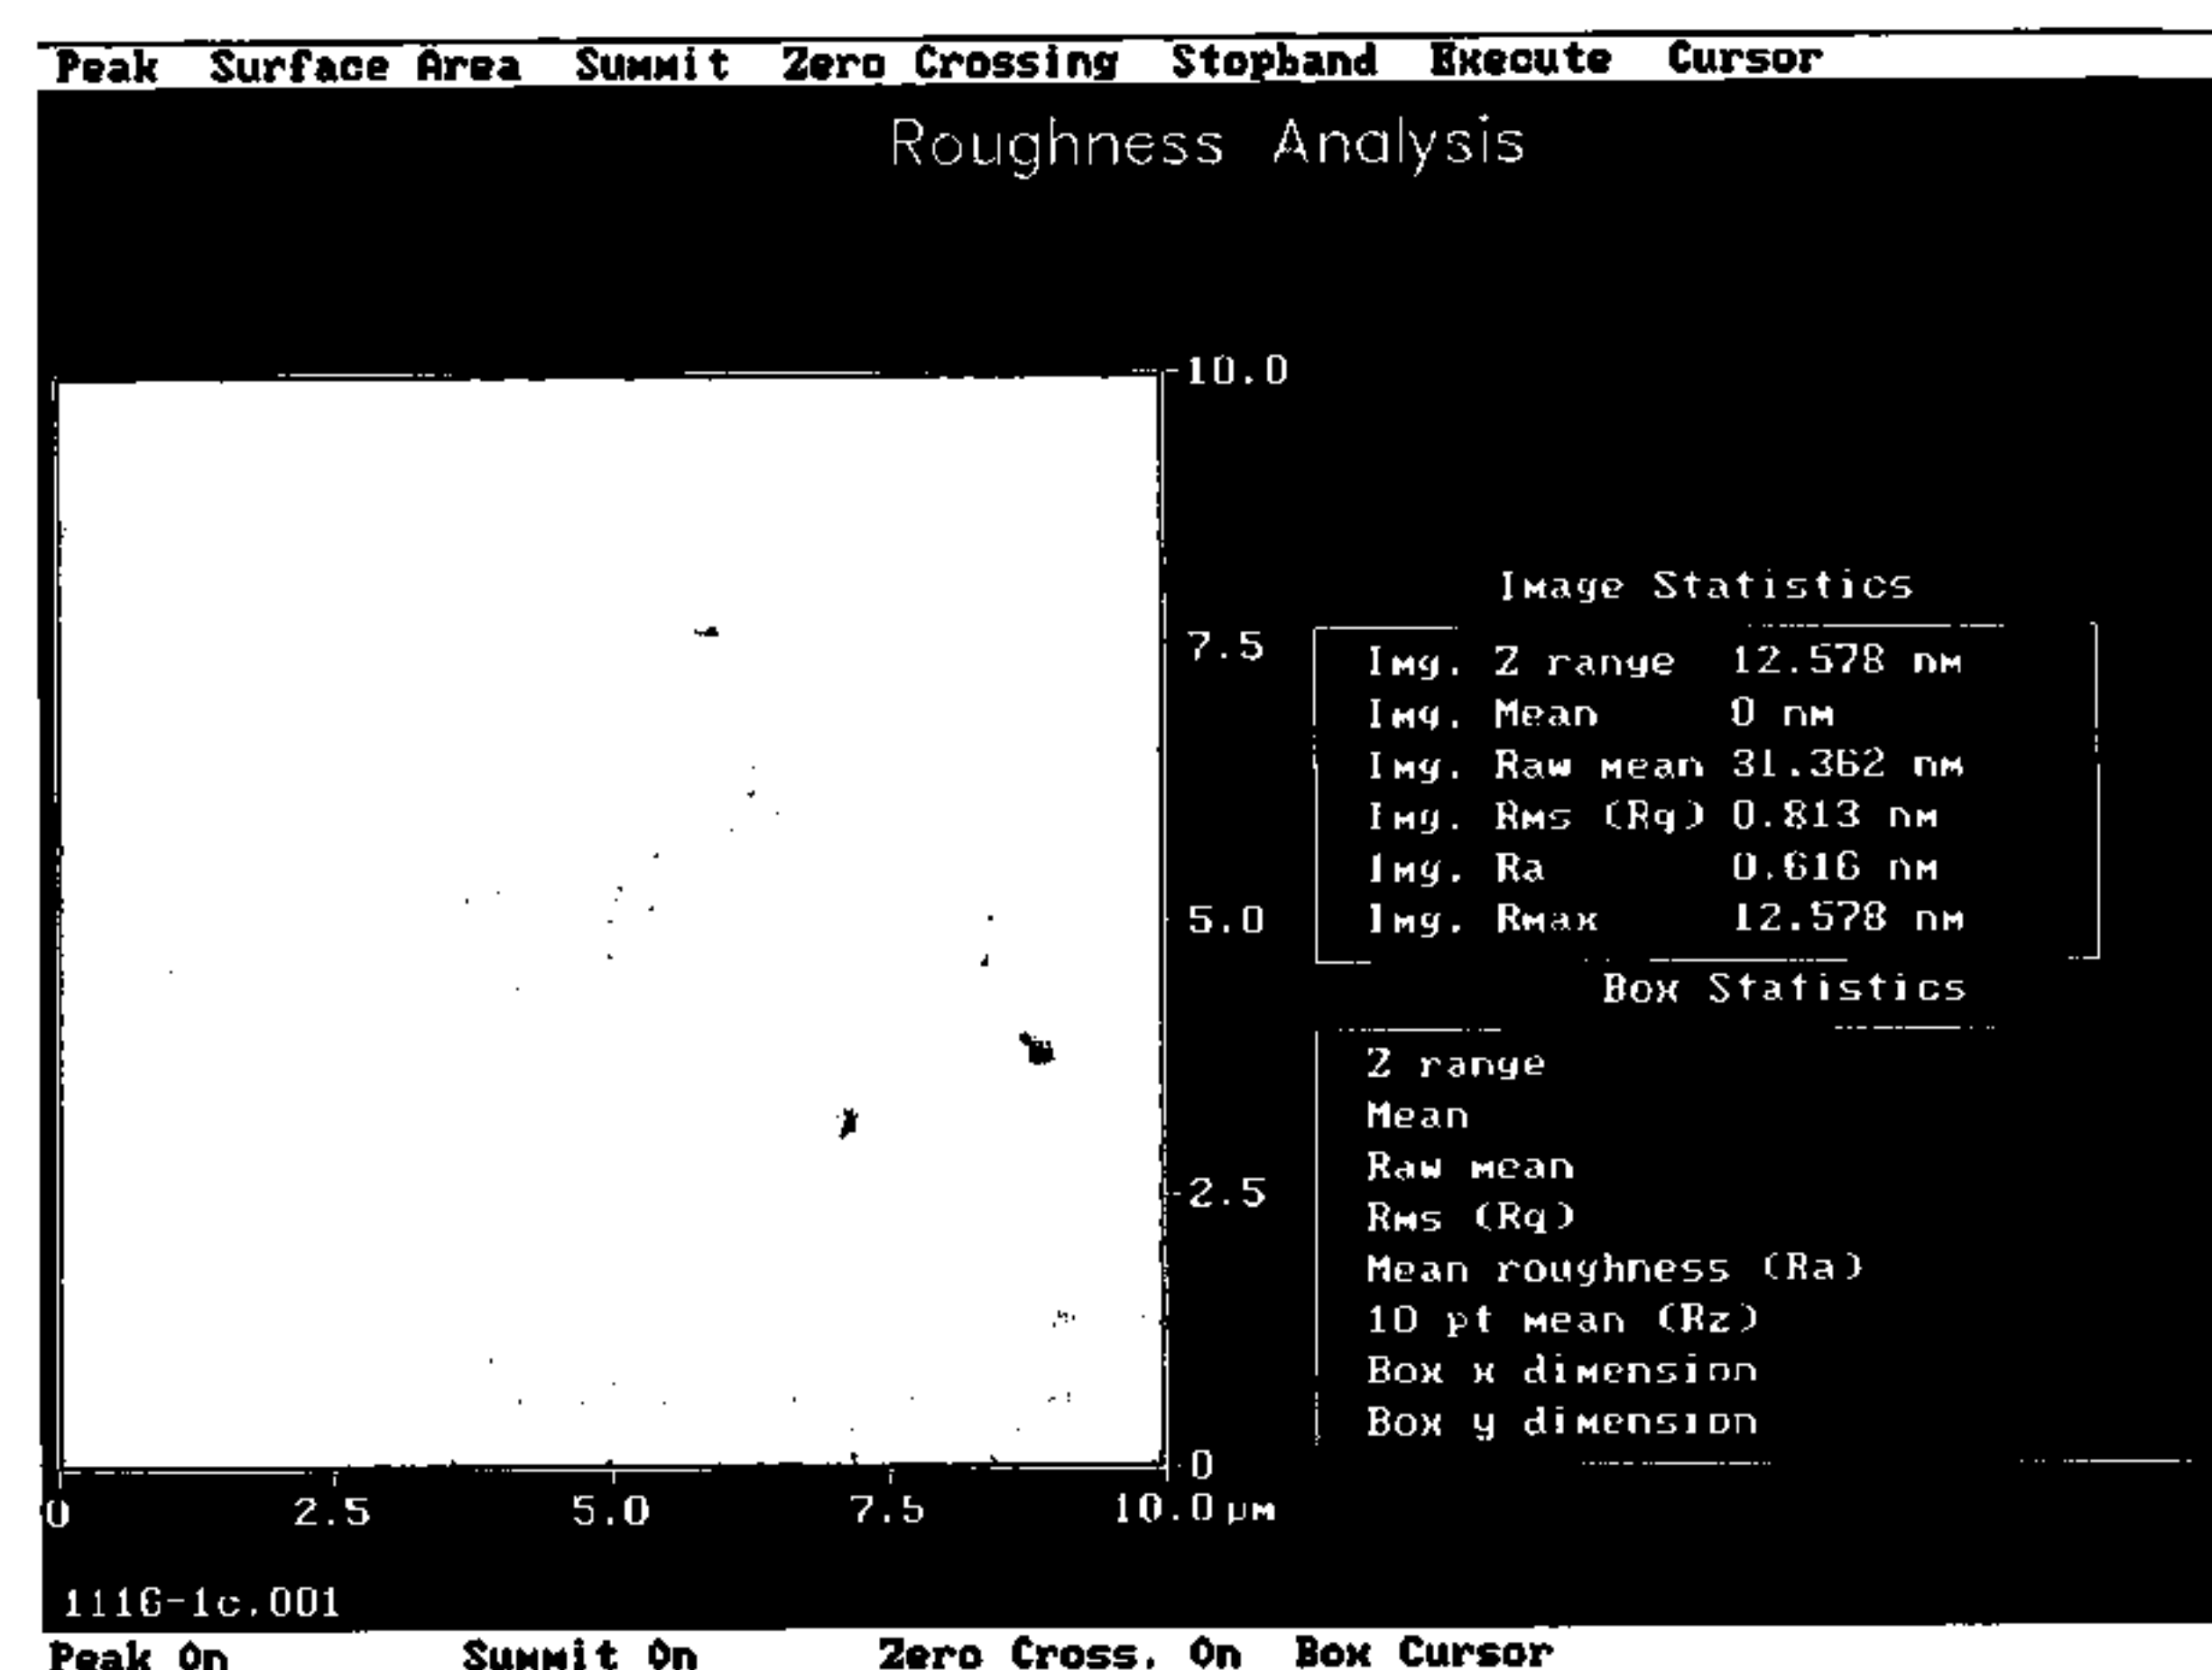 Peak Surface Area Summit Zero Crossing Stopband Execute Cursor
Roughness Analysis
10.0
7.5
5.0
2.5
0
0 2.5 5.0 7.5 10.0 µm
Image Statistics
Img. Z range 12.578 nm
Img. Mean 0 nm
Img. Raw mean 31.362 nm
Img. Rms (Rq) 0.813 nm
Img. Ra 0.616 nm
Img. Rmax 12.578 nm
Box Statistics
Z range
Mean
Raw mean
Rms (Rq)
Mean roughness (Ra)
10 pt mean (Rz)
Box x dimension
Box y dimension
1116-1c.001
Peak On Summit On Zero Cross. On Box Cursor